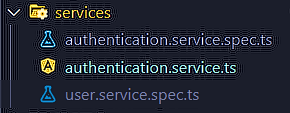 services
authentication.service.spec.ts
authentication.service.ts
user.service.spec.ts